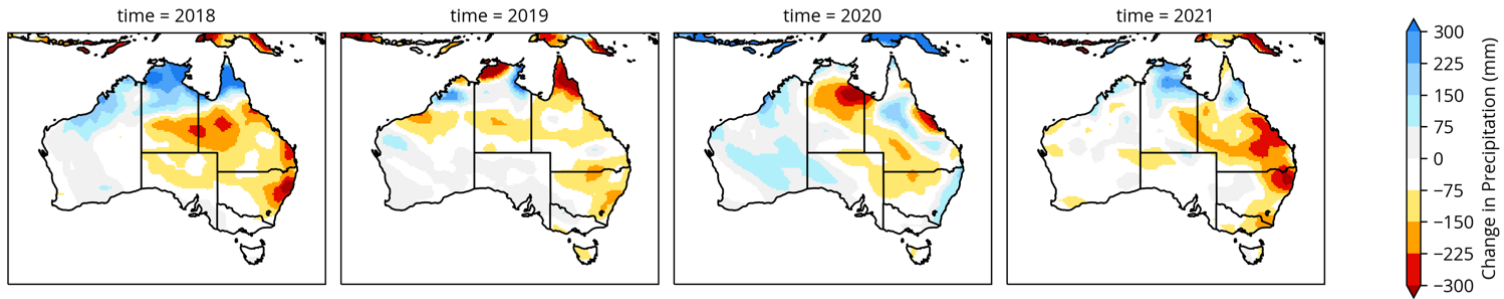 time = 2018
time = 2019
time = 2020
time = 2021
300
225
150
75
0
−75
−150
−225
−300
Change in Precipitation (mm)